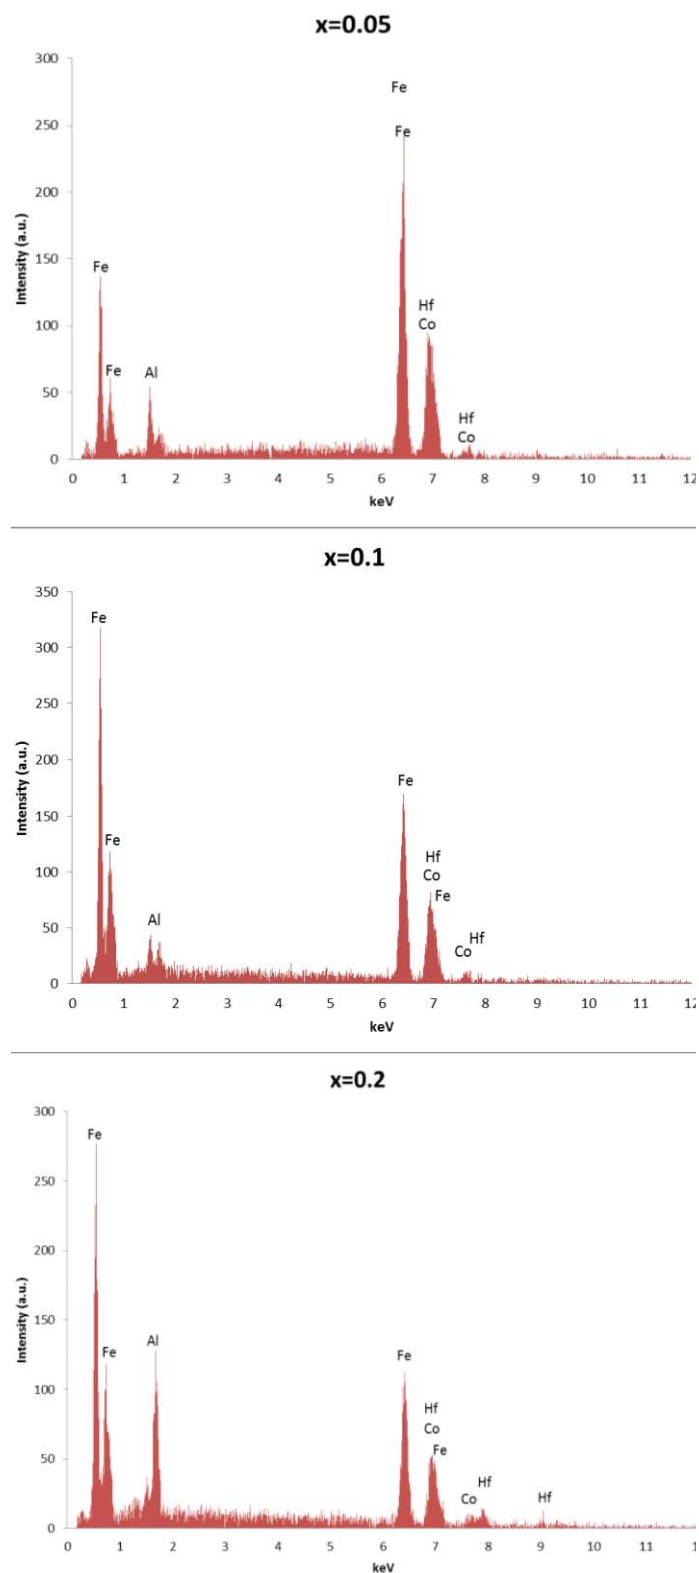 x=0.05
300
Fe
250
Fe
200
Intensity (a.u.)
150
Fe
Hf
100
Co
Fe
Al
50
Hf
Co
0
0 1 2 3 4 5 6 7 8 9 10 11 12
keV
x=0.1
350
Fe
300
250
Intensity (a.u.)
200
Fe
150
Fe
Hf
100
Co
Fe
Al
50
Hf
Co
0
0 1 2 3 4 5 6 7 8 9 10 11 12
keV
x=0.2
300
Fe
250
200
Intensity (a.u.)
150
Al
Fe
Fe
100
Hf
Co
Fe
50
Hf
Co
Hf
0
0 1 2 3 4 5 6 7 8 9 10 11
keV